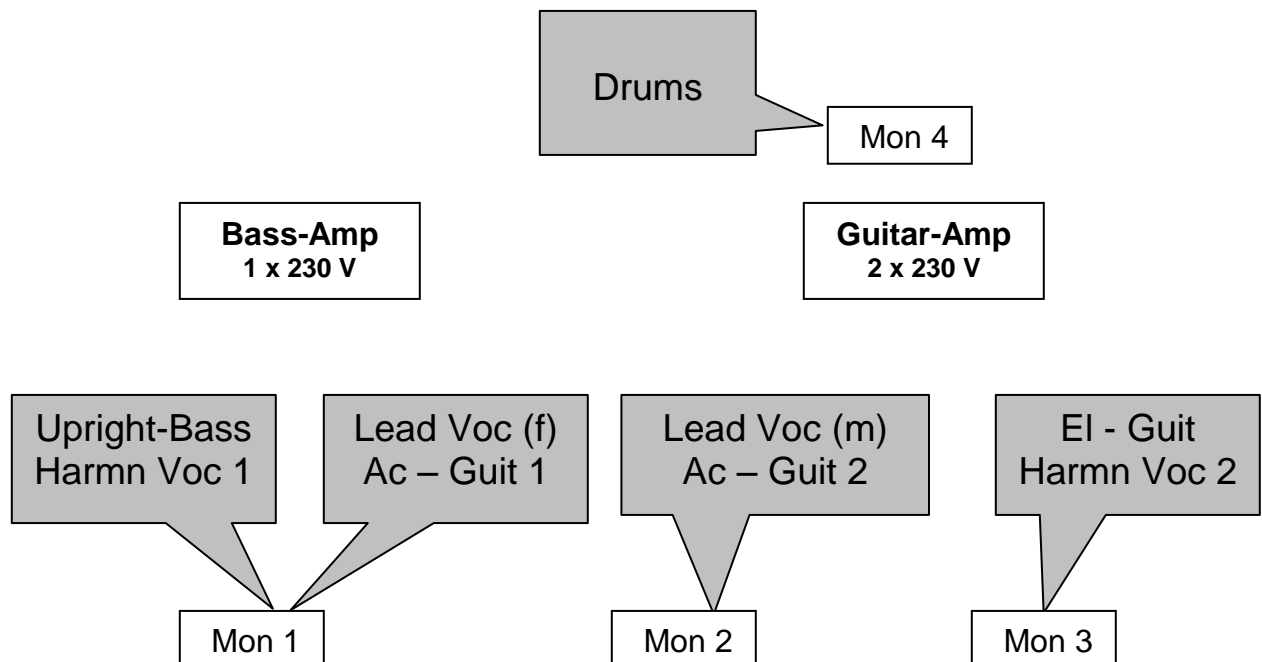 Drums
Mon 4
Bass-Amp
1 x 230 V
Guitar-Amp
2 x 230 V
Upright-Bass
Harmn Voc 1
Lead Voc (f)
Ac – Guit 1
Lead Voc (m)
Ac – Guit 2
El - Guit
Harmn Voc 2
Mon 1
Mon 2
Mon 3